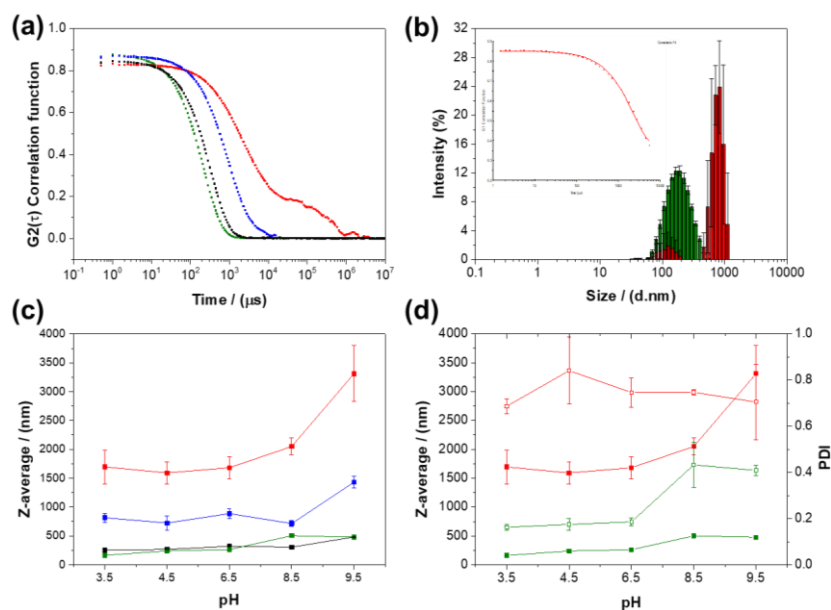 (a)
1.0
0.8
0.6
0.4
0.2
0.0
G2(τ) Correlation function
10⁻¹ 10⁰ 10¹ 10² 10³ 10⁴ 10⁵ 10⁶ 10⁷
Time / (µs)
(b)
32
28
24
20
16
12
8
4
0
Intensity (%)
0.1 1 10 100 1000 10000
Size / (d.nm)
(c)
4000
3500
3000
2500
2000
1500
1000
500
0
Z-average / (nm)
3.5 4.5 6.5 8.5 9.5
pH
(d)
4000
3500
3000
2500
2000
1500
1000
500
0
Z-average / (nm)
1.0
0.8
0.6
0.4
0.2
0.0
PDI
3.5 4.5 6.5 8.5 9.5
pH